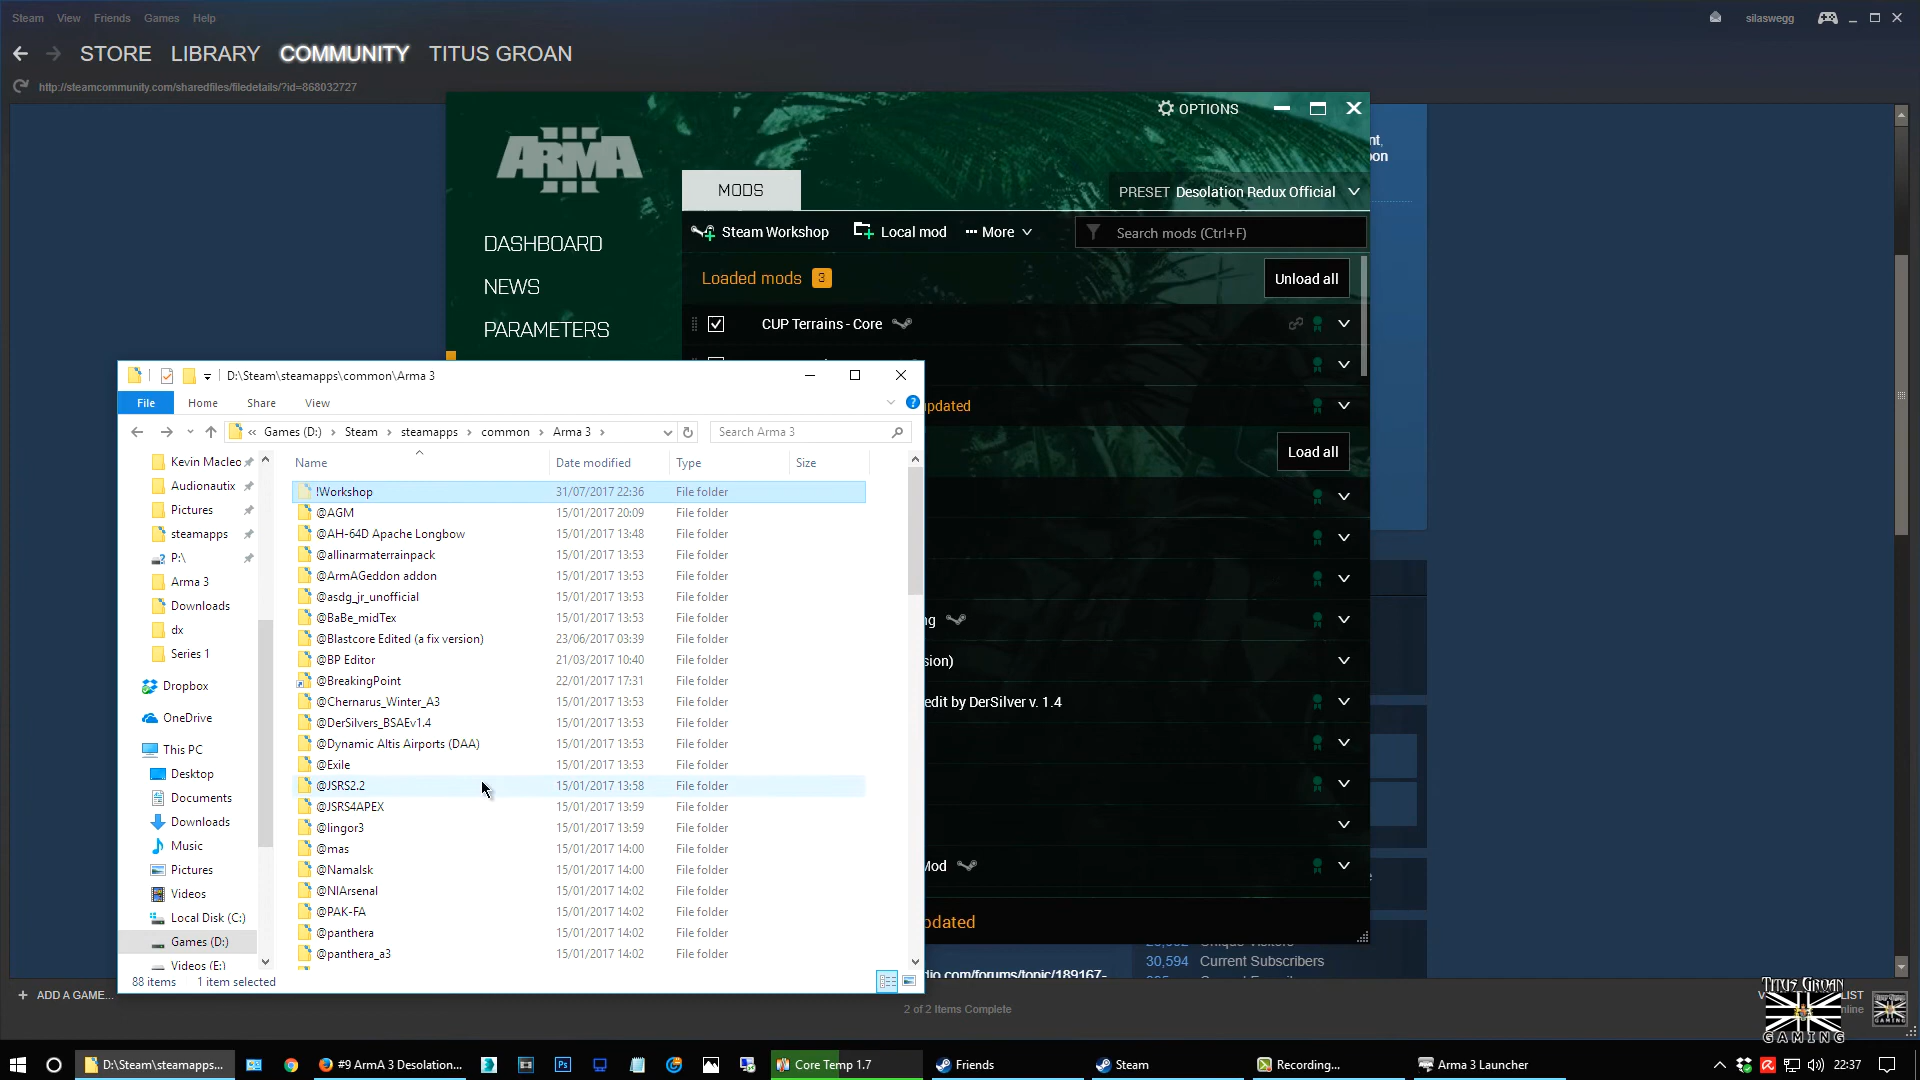 Steam View Friends Games Help
silaswegg
STORE LIBRARY COMMUNITY TITUS GROAN
http://steamcommunity.com/sharedfiles/filedetails/?id=868032727
OPTIONS
ARMA III
MODS
PRESET Desolation Redux Official
DASHBOARD
NEWS
PARAMETERS
Steam Workshop
Local mod
More
Search mods (Ctrl+F)
Loaded mods 3
Unload all
CUP Terrains - Core
Load all
sion)
edit by DerSilver v. 1.4
D:\Steam\steamapps\common\Arma 3
File Home Share View
« Games (D:) > Steam > steamapps > common > Arma 3 >
Search Arma 3
Name Date modified Type Size
!Workshop 31/07/2017 22:36 File folder
@AGM 15/01/2017 20:09 File folder
@AH-64D Apache Longbow 15/01/2017 13:48 File folder
@allinarmaterrainpack 15/01/2017 13:53 File folder
@ArmAGeddon addon 15/01/2017 13:53 File folder
@asdg_jr_unofficial 15/01/2017 13:53 File folder
@BaBe_midTex 15/01/2017 13:53 File folder
@Blastcore Edited (a fix version) 23/06/2017 03:39 File folder
@BP Editor 21/03/2017 10:40 File folder
@BreakingPoint 22/01/2017 17:31 File folder
@Chernarus_Winter_A3 15/01/2017 13:53 File folder
@DerSilvers_BSAEv1.4 15/01/2017 13:53 File folder
@Dynamic Altis Airports (DAA) 15/01/2017 13:53 File folder
@Exile 15/01/2017 13:53 File folder
@JSRS2.2 15/01/2017 13:58 File folder
@JSRS4APEX 15/01/2017 13:59 File folder
@lingor3 15/01/2017 13:59 File folder
@mas 15/01/2017 14:00 File folder
@Namalsk 15/01/2017 14:00 File folder
@NIArsenal 15/01/2017 14:02 File folder
@PAK-FA 15/01/2017 14:02 File folder
@panthera 15/01/2017 14:02 File folder
@panthera_a3 15/01/2017 14:02 File folder
Kevin Macleo
Audionautix
Pictures
steamapps
P:\
Arma 3
Downloads
dx
Series 1
Dropbox
OneDrive
This PC
Desktop
Documents
Downloads
Music
Pictures
Videos
Local Disk (C:)
Games (D:)
Videos (E:)
88 items 1 item selected
30,594 Current Subscribers
dio.com/forums/topic/189167-
ADD A GAME...
2 of 2 Items Complete
TITUS GROAN
GAMING
D:\Steam\steamapps...
#9 ArmA 3 Desolation...
Core Temp 1.7
Friends
Steam
Recording...
Arma 3 Launcher
22:37